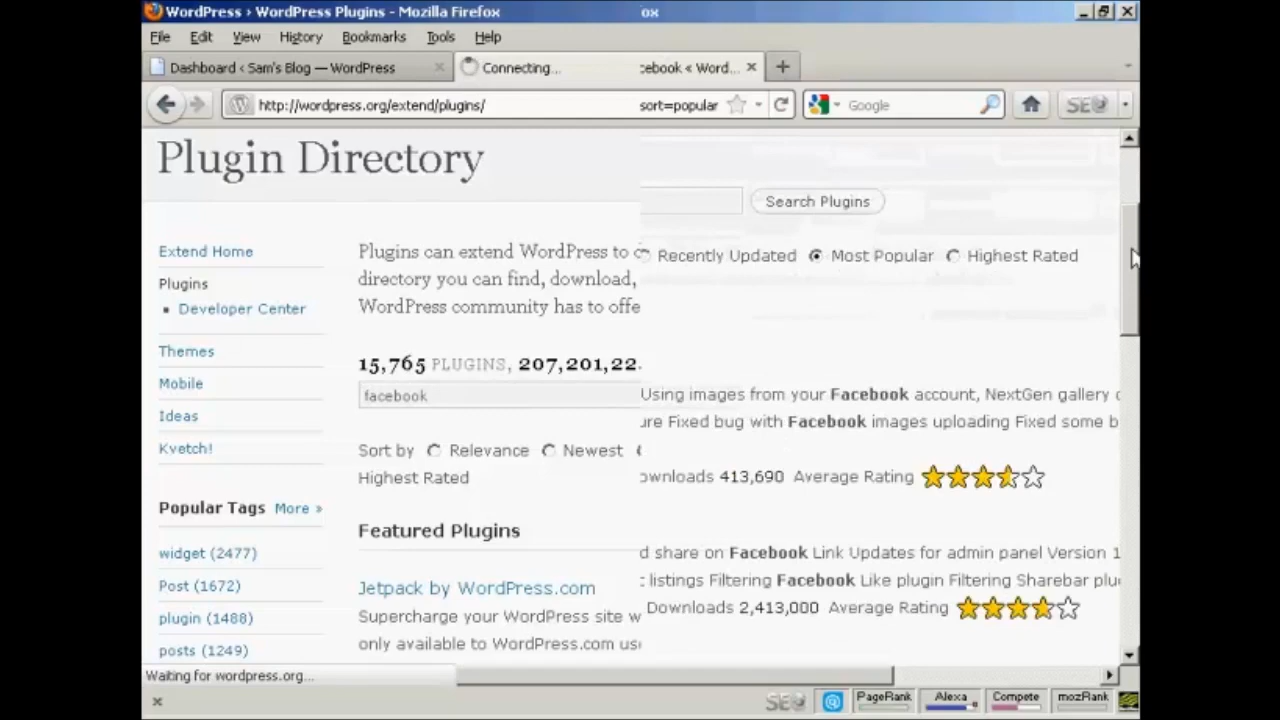 WordPress › WordPress Plugins - Mozilla Firefox
ox
File Edit View History Bookmarks Tools Help
Dashboard ‹ Sam's Blog — WordPress
Connecting...
cebook « Word...
http://wordpress.org/extend/plugins/
sort=popular
Google
SEO
Plugin Directory
Search Plugins
Recently Updated Most Popular Highest Rated
Extend Home
Plugins
Developer Center
Themes
Mobile
Ideas
Kvetch!
Popular Tags More »
widget (2477)
Post (1672)
plugin (1488)
posts (1249)
Plugins can extend WordPress to
directory you can find, download,
WordPress community has to offe
15,765 PLUGINS, 207,201,22
facebook
Sort by Relevance Newest
Highest Rated
Featured Plugins
Jetpack by WordPress.com
Supercharge your WordPress site w
only available to WordPress.com us
Using images from your Facebook account, NextGen gallery
ure Fixed bug with Facebook images uploading Fixed some b
ownloads 413,690 Average Rating
d share on Facebook Link Updates for admin panel Version 1
listings Filtering Facebook Like plugin Filtering Sharebar plu
Downloads 2,413,000 Average Rating
Waiting for wordpress.org...
SEO
PageRank Alexa Compete mozRank